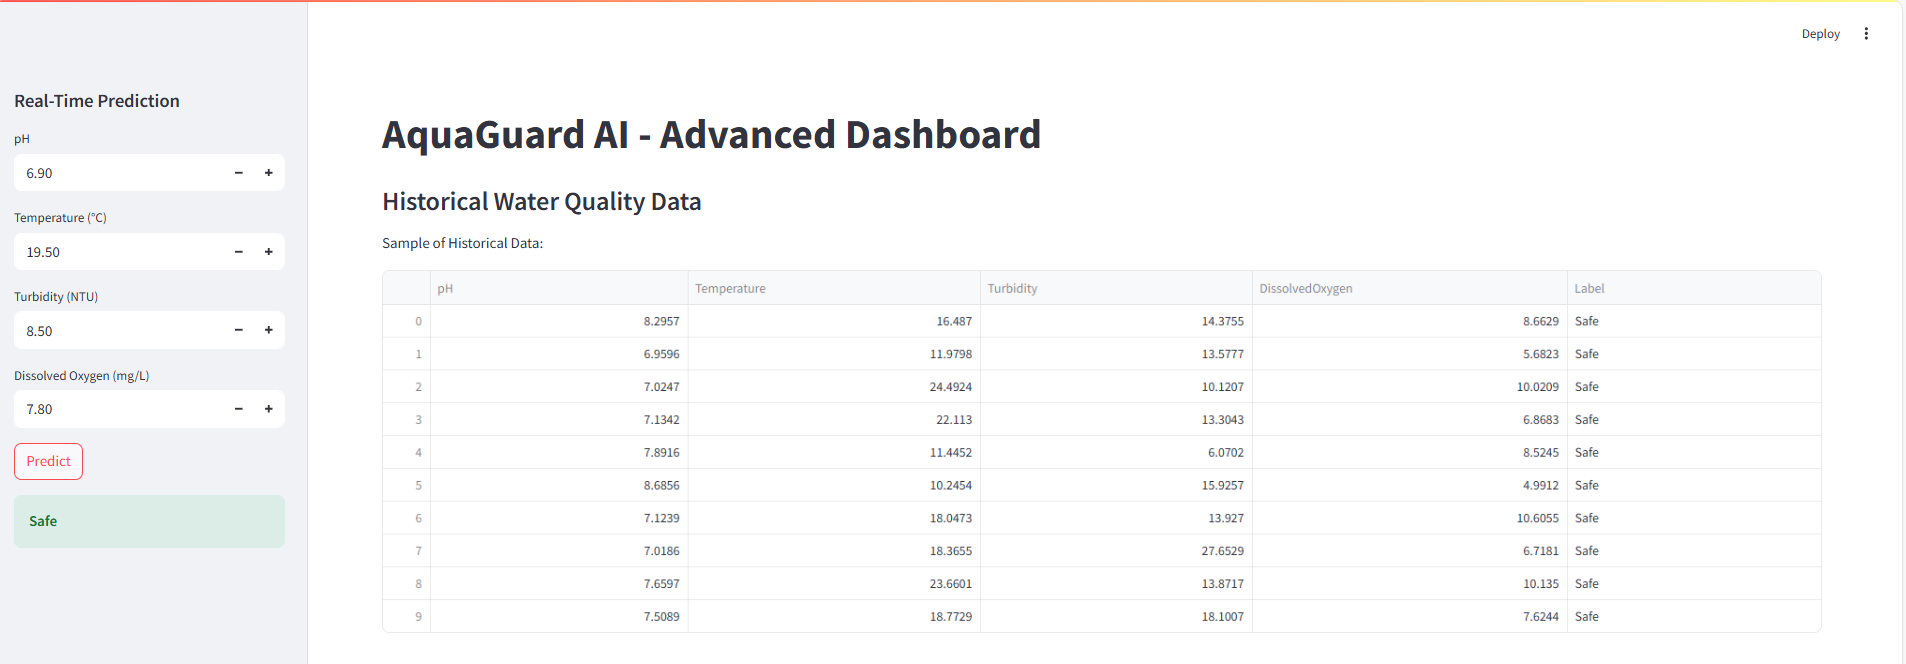 Deploy
Real-Time Prediction
pH
6.90
Temperature (°C)
19.50
Turbidity (NTU)
8.50
Dissolved Oxygen (mg/L)
7.80
Predict
Safe
AquaGuard AI - Advanced Dashboard
Historical Water Quality Data
Sample of Historical Data:
pH Temperature Turbidity DissolvedOxygen Label
0 8.2957 16.487 14.3755 8.6629 Safe
1 6.9596 11.9798 13.5777 5.6823 Safe
2 7.0247 24.4924 10.1207 10.0209 Safe
3 7.1342 22.113 13.3043 6.8683 Safe
4 7.8916 11.4452 6.0702 8.5245 Safe
5 8.6856 10.2454 15.9257 4.9912 Safe
6 7.1239 18.0473 13.927 10.6055 Safe
7 7.0186 18.3655 27.6529 6.7181 Safe
8 7.6597 23.6601 13.8717 10.135 Safe
9 7.5089 18.7729 18.1007 7.6244 Safe